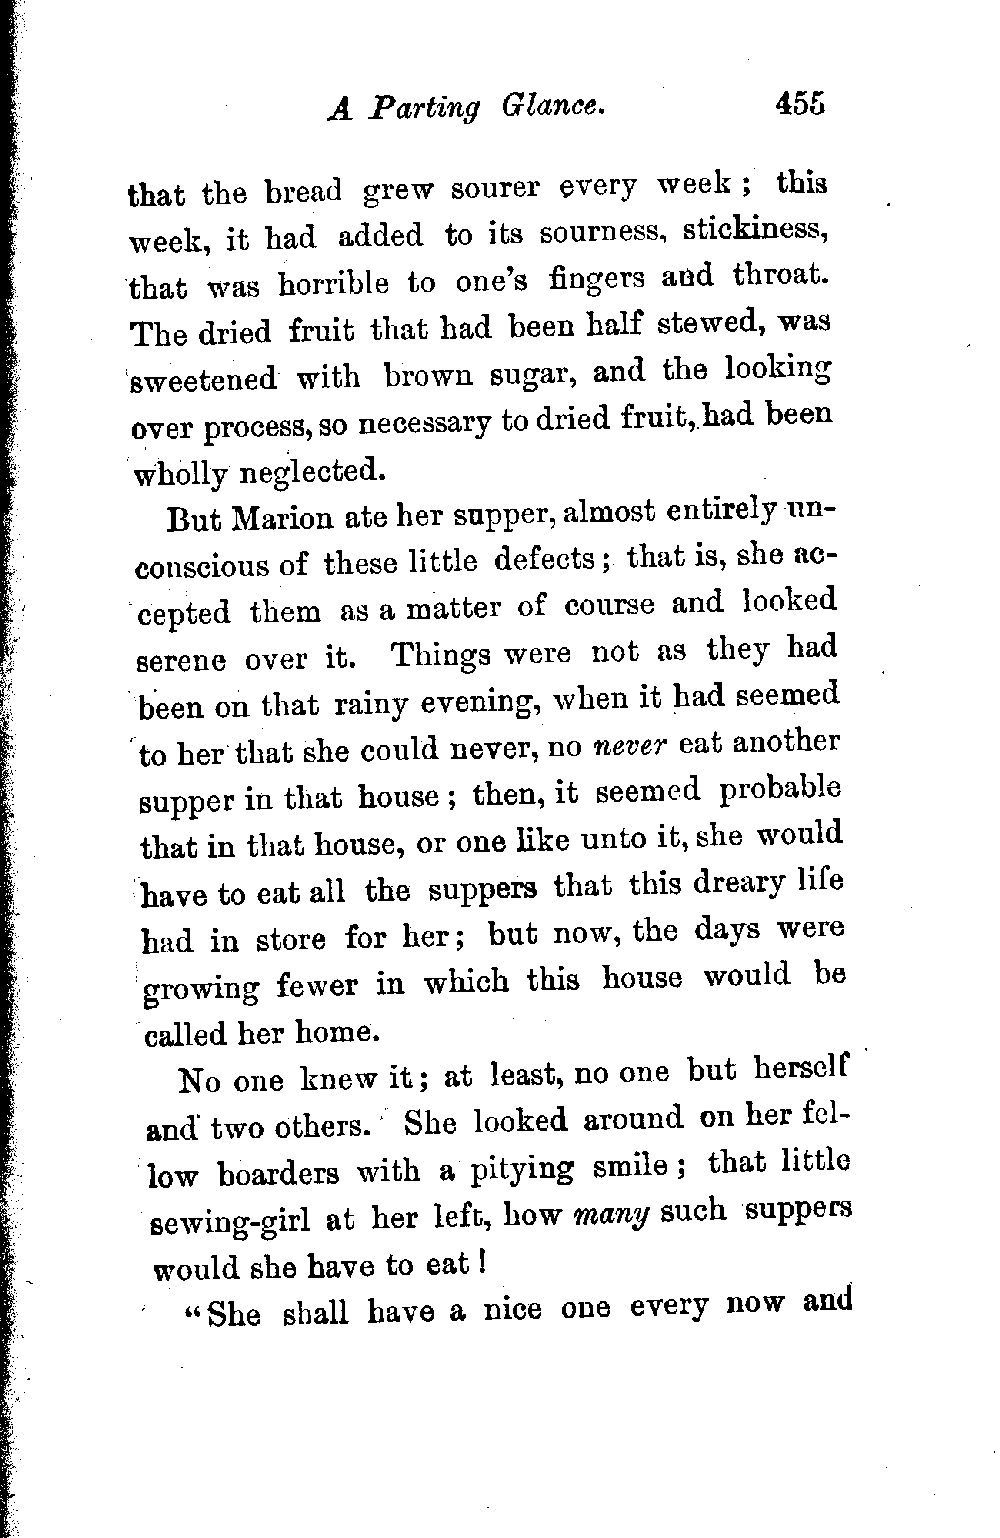 A Parting Glance. 455
that the bread grew sourer every week; this
week, it had added to its sourness, stickiness,
that was horrible to one's fingers and throat.
The dried fruit that had been half stewed, was
sweetened with brown sugar, and the looking
over process, so necessary to dried fruit, had been
wholly neglected.
But Marion ate her supper, almost entirely un-
conscious of these little defects; that is, she ac-
cepted them as a matter of course and looked
serene over it. Things were not as they had
been on that rainy evening, when it had seemed
to her that she could never, no never eat another
supper in that house; then, it seemed probable
that in that house, or one like unto it, she would
have to eat all the suppers that this dreary life
had in store for her; but now, the days were
growing fewer in which this house would be
called her home.
No one knew it; at least, no one but herself
and two others. She looked around on her fel-
low boarders with a pitying smile; that little
sewing-girl at her left, how many such suppers
would she have to eat!
"She shall have a nice one every now and